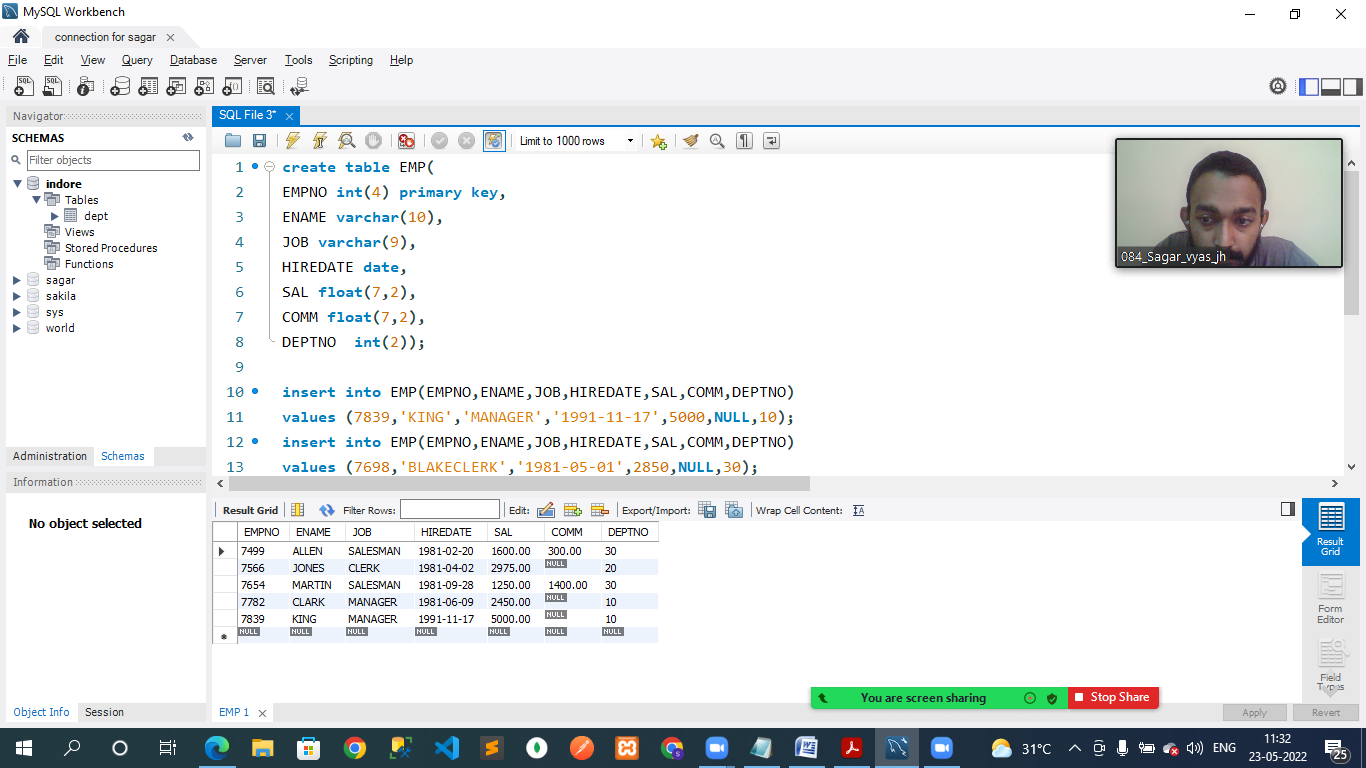 MySQL Workbench
connection for sagar
File Edit View Query Database Server Tools Scripting Help
Navigator
SCHEMAS
Filter objects
indore
Tables
dept
Views
Stored Procedures
Functions
sagar
sakila
sys
world
Administration Schemas
Information
No object selected
Object Info Session
SQL File 3*
Limit to 1000 rows
1 create table EMP(
2 EMPNO int(4) primary key,
3 ENAME varchar(10),
4 JOB varchar(9),
5 HIREDATE date,
6 SAL float(7,2),
7 COMM float(7,2),
8 DEPTNO  int(2));
9
10 insert into EMP(EMPNO,ENAME,JOB,HIREDATE,SAL,COMM,DEPTNO)
11 values (7839,'KING','MANAGER','1991-11-17',5000,NULL,10);
12 insert into EMP(EMPNO,ENAME,JOB,HIREDATE,SAL,COMM,DEPTNO)
13 values (7698,'BLAKECLERK','1981-05-01',2850,NULL,30);
084_Sagar_vyas_jh
Result Grid Filter Rows: Edit: Export/Import: Wrap Cell Content:
EMPNO ENAME JOB HIREDATE SAL COMM DEPTNO
7499 ALLEN SALESMAN 1981-02-20 1600.00 300.00 30
7566 JONES CLERK 1981-04-02 2975.00 NULL 20
7654 MARTIN SALESMAN 1981-09-28 1250.00 1400.00 30
7782 CLARK MANAGER 1981-06-09 2450.00 NULL 10
7839 KING MANAGER 1991-11-17 5000.00 NULL 10
NULL NULL NULL NULL NULL NULL NULL
Result
Grid
Form
Editor
Field
Types
You are screen sharing Stop Share
EMP 1
Apply Revert
31°C
ENG
11:32
23-05-2022
25